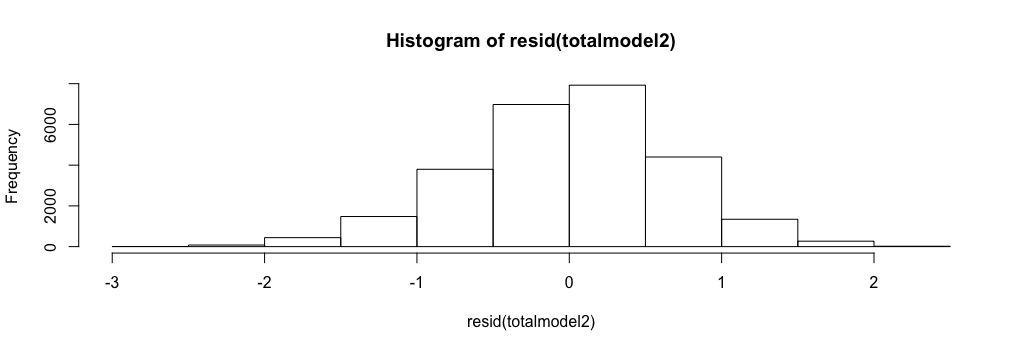 Histogram of resid(totalmodel2)
Frequency
6000
2000
0
-3 -2 -1 0 1 2
resid(totalmodel2)